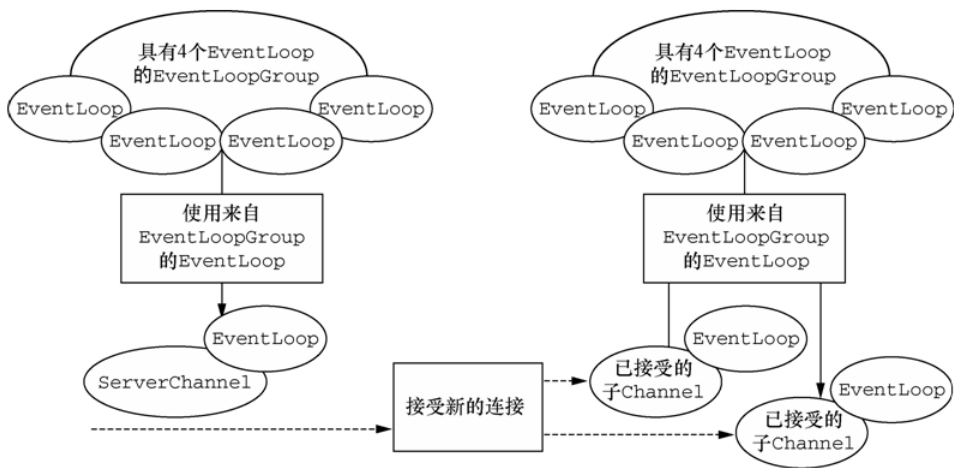 具有4个EventLoop
的EventLoopGroup
EventLoop
EventLoop
EventLoop
EventLoop
使用来自
EventLoopGroup
的EventLoop
EventLoop
ServerChannel
接受新的连接
具有4个EventLoop
的EventLoopGroup
EventLoop
EventLoop
EventLoop
EventLoop
使用来自
EventLoopGroup
的EventLoop
EventLoop
已接受的
子Channel
EventLoop
已接受的
子Channel